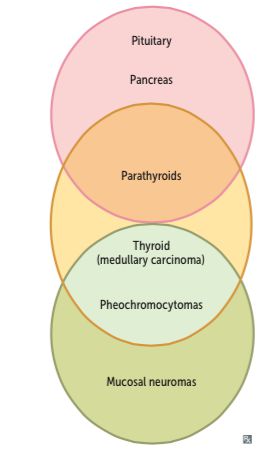 Pituitary
Pancreas
Parathyroids
Thyroid
(medullary carcinoma)
Pheochromocytomas
Mucosal neuromas